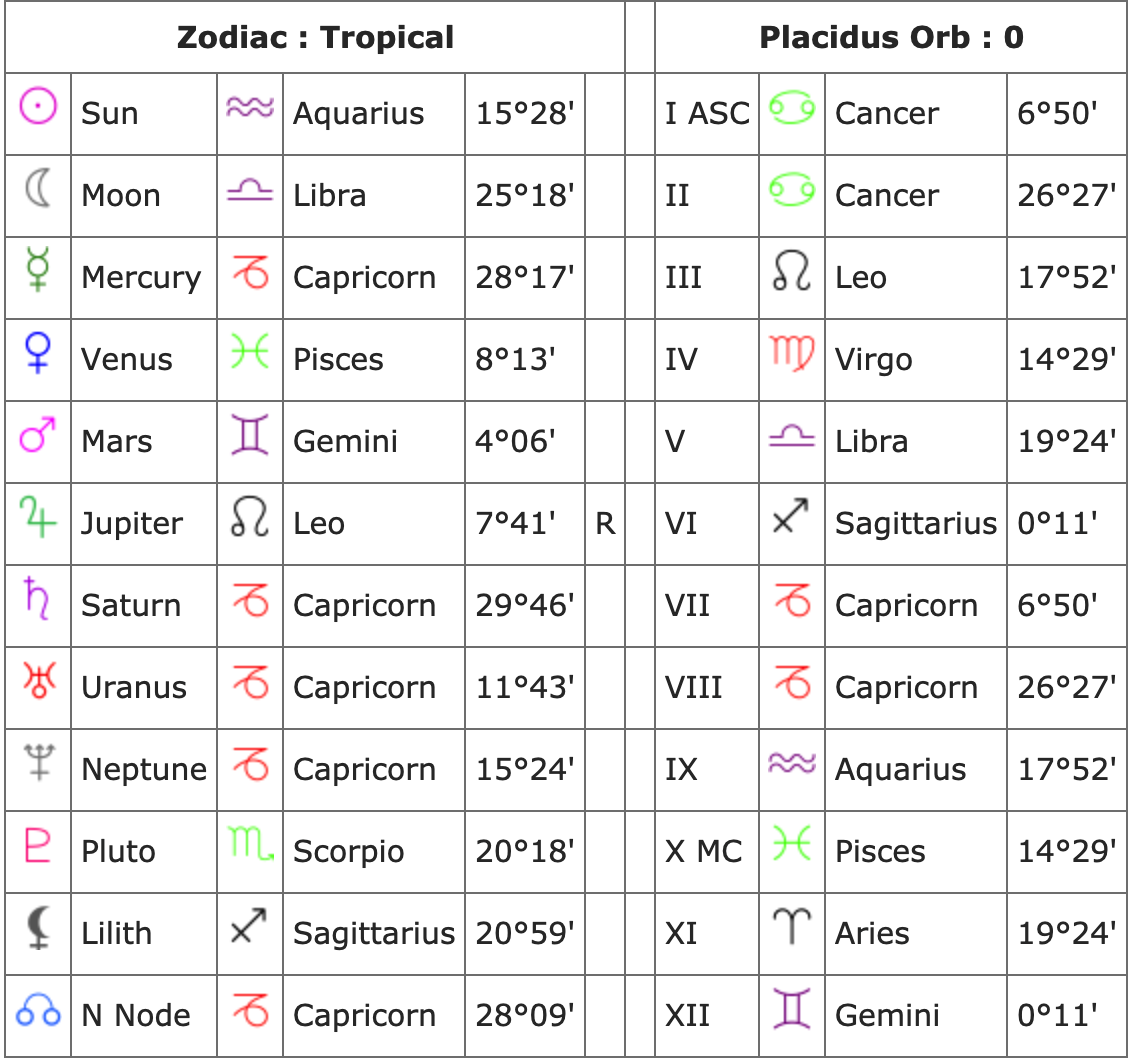 Zodiac : Tropical Placidus Orb : 0
Sun Aquarius 15°28' I ASC Cancer 6°50'
Moon Libra 25°18' II Cancer 26°27'
Mercury Capricorn 28°17' III Leo 17°52'
Venus Pisces 8°13' IV Virgo 14°29'
Mars Gemini 4°06' V Libra 19°24'
Jupiter Leo 7°41' R VI Sagittarius 0°11'
Saturn Capricorn 29°46' VII Capricorn 6°50'
Uranus Capricorn 11°43' VIII Capricorn 26°27'
Neptune Capricorn 15°24' IX Aquarius 17°52'
Pluto Scorpio 20°18' X MC Pisces 14°29'
Lilith Sagittarius 20°59' XI Aries 19°24'
N Node Capricorn 28°09' XII Gemini 0°11'